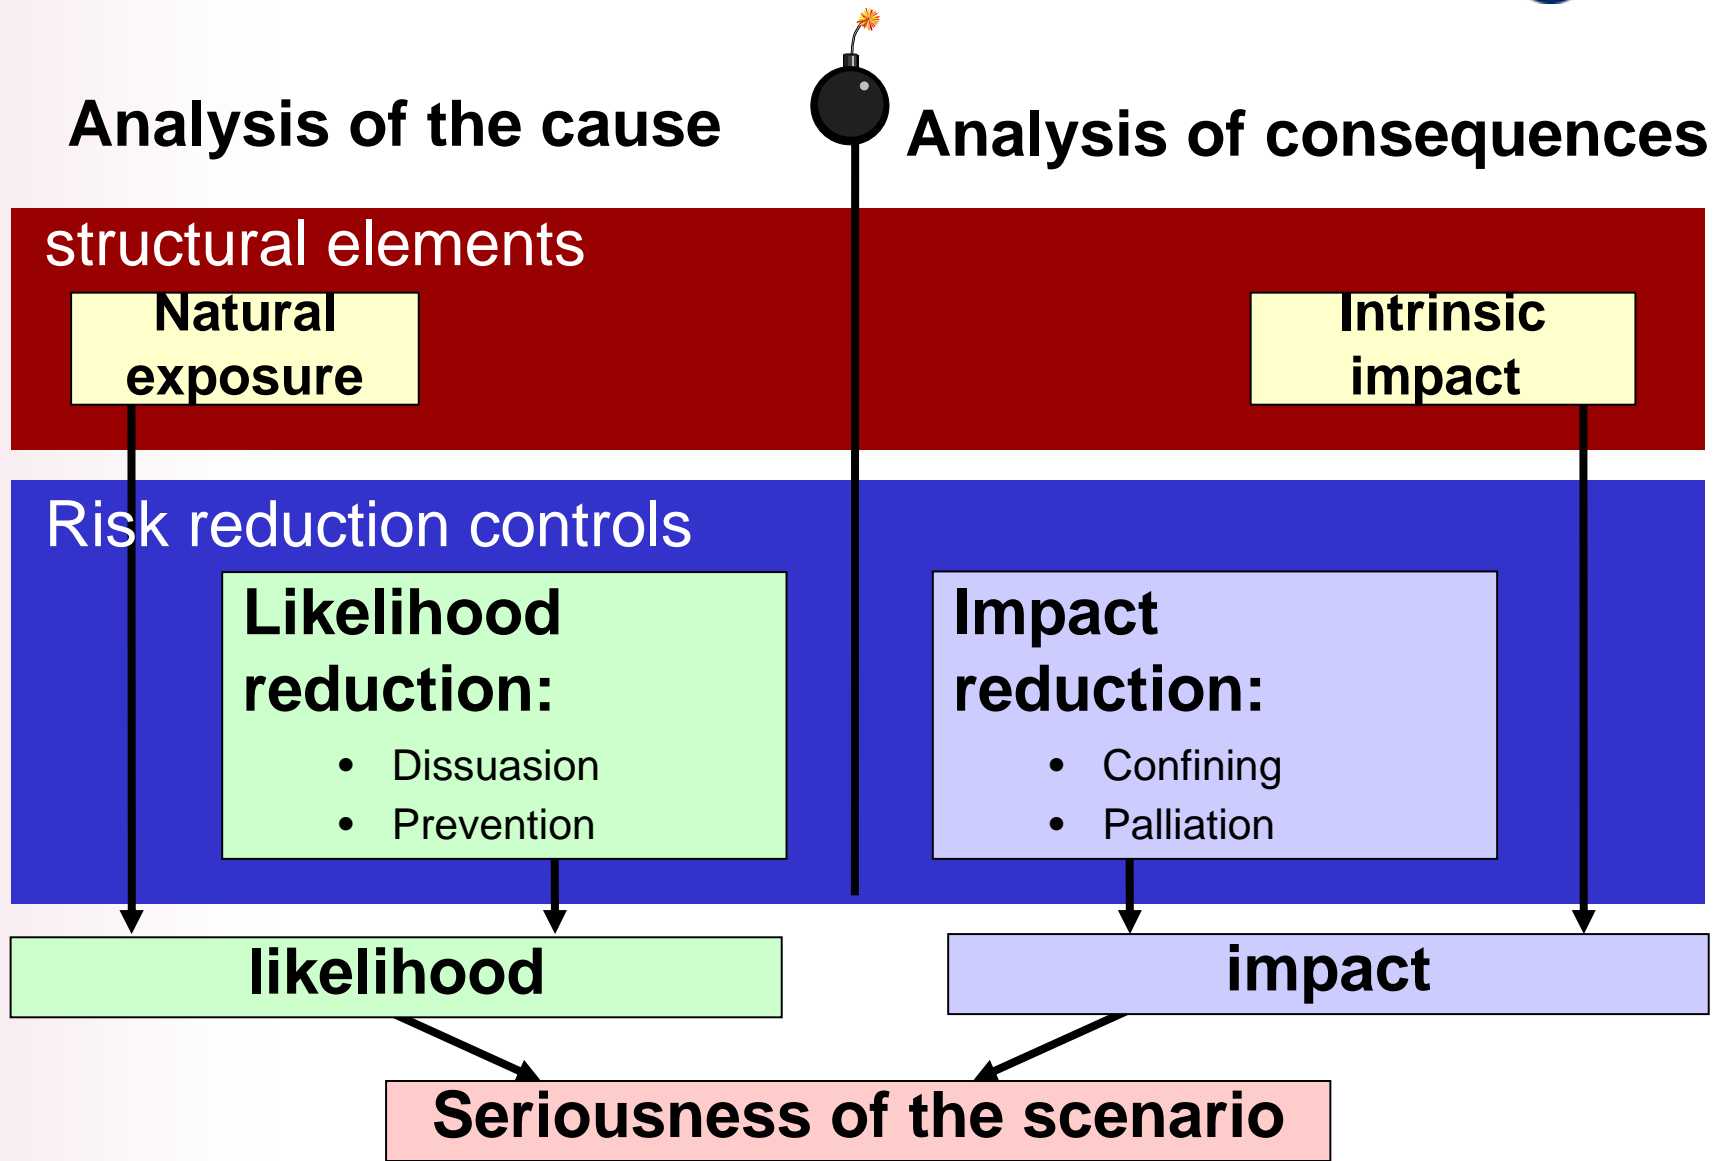 Analysis of the cause
Analysis of consequences
structural elements
Natural
exposure
Intrinsic
impact
Risk reduction controls
Likelihood
reduction:
• Dissuasion
• Prevention
Impact
reduction:
• Confining
• Palliation
likelihood
impact
Seriousness of the scenario